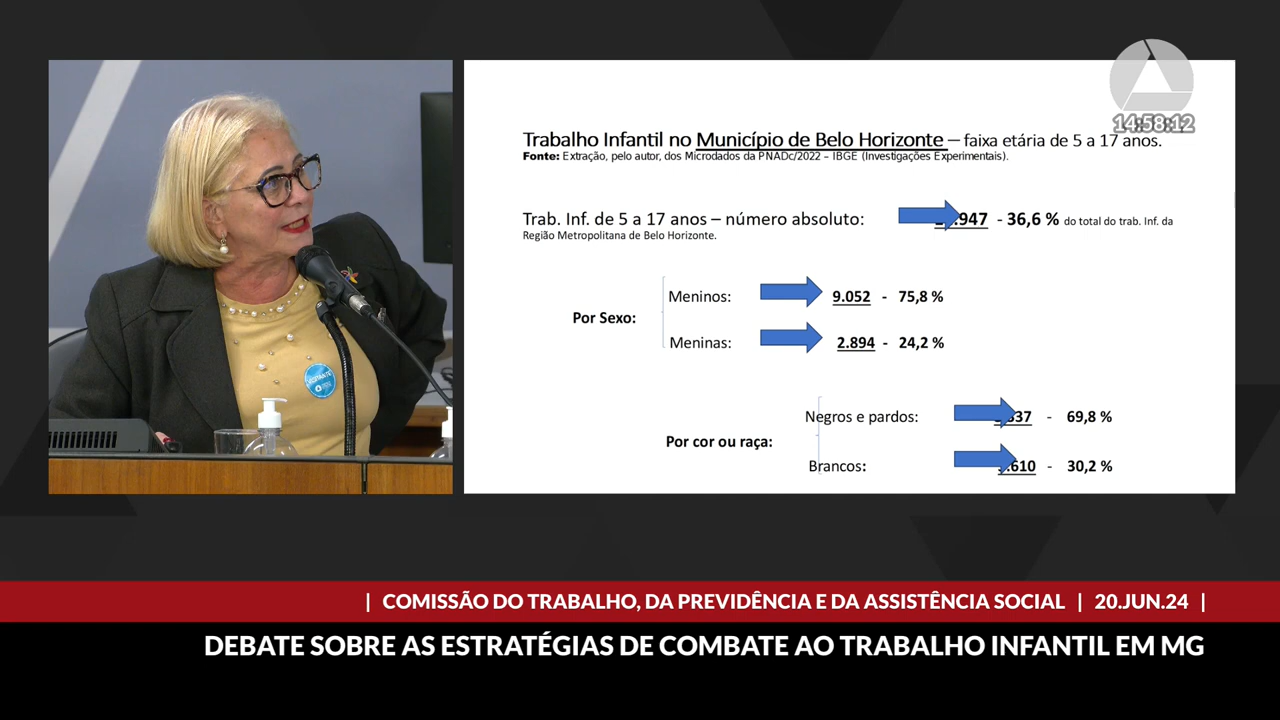 14:58:12
Trabalho Infantil no Município de Belo Horizonte – faixa etária de 5 a 17 anos.
Fonte: Extração, pelo autor, dos Microdados da PNADc/2022 – IBGE (Investigações Experimentais).
Trab. Inf. de 5 a 17 anos – número absoluto: .947 - 36,6 % do total do trab. Inf. da
Região Metropolitana de Belo Horizonte.
Meninos: 9.052 - 75,8 %
Por Sexo:
Meninas: 2.894 - 24,2 %
Negros e pardos: 37 - 69,8 %
Por cor ou raça:
Brancos: .610 - 30,2 %
VISITANTE
| COMISSÃO DO TRABALHO, DA PREVIDÊNCIA E DA ASSISTÊNCIA SOCIAL | 20.JUN.24 |
DEBATE SOBRE AS ESTRATÉGIAS DE COMBATE AO TRABALHO INFANTIL EM MG